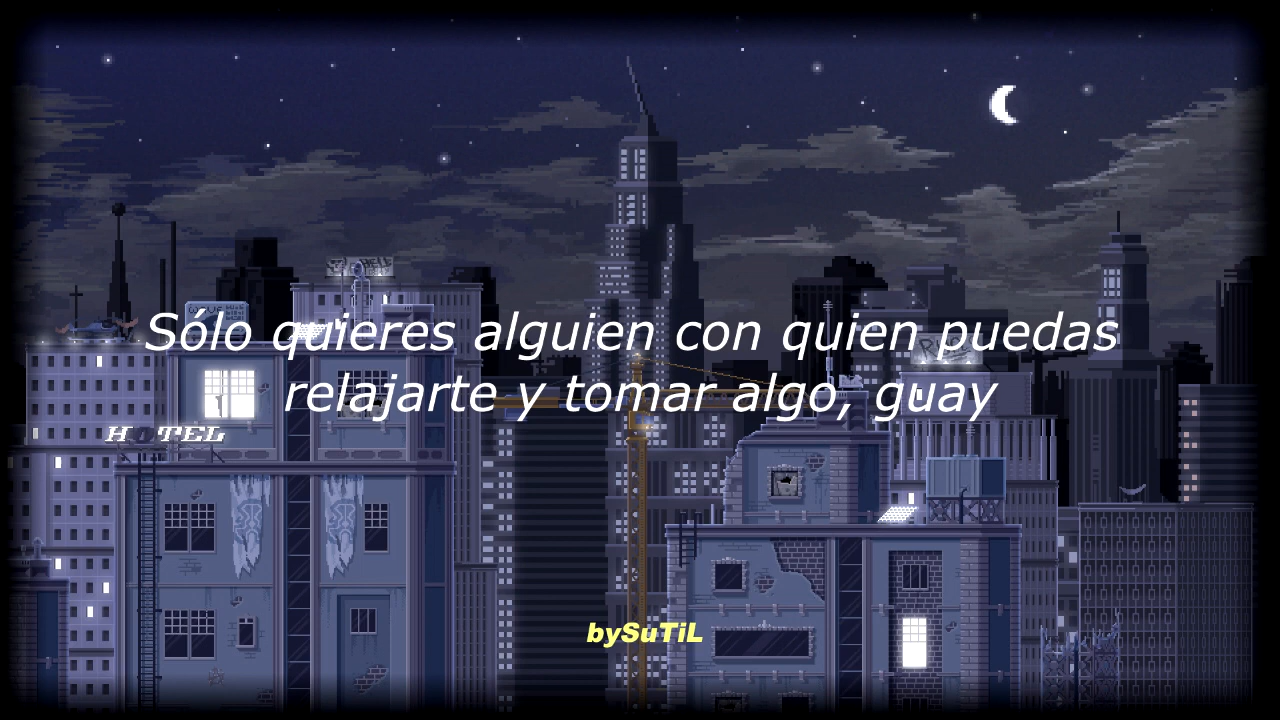 Sólo quieres alguien con quien puedas
relajarte y tomar algo, guay
HOTEL
bySuTiL